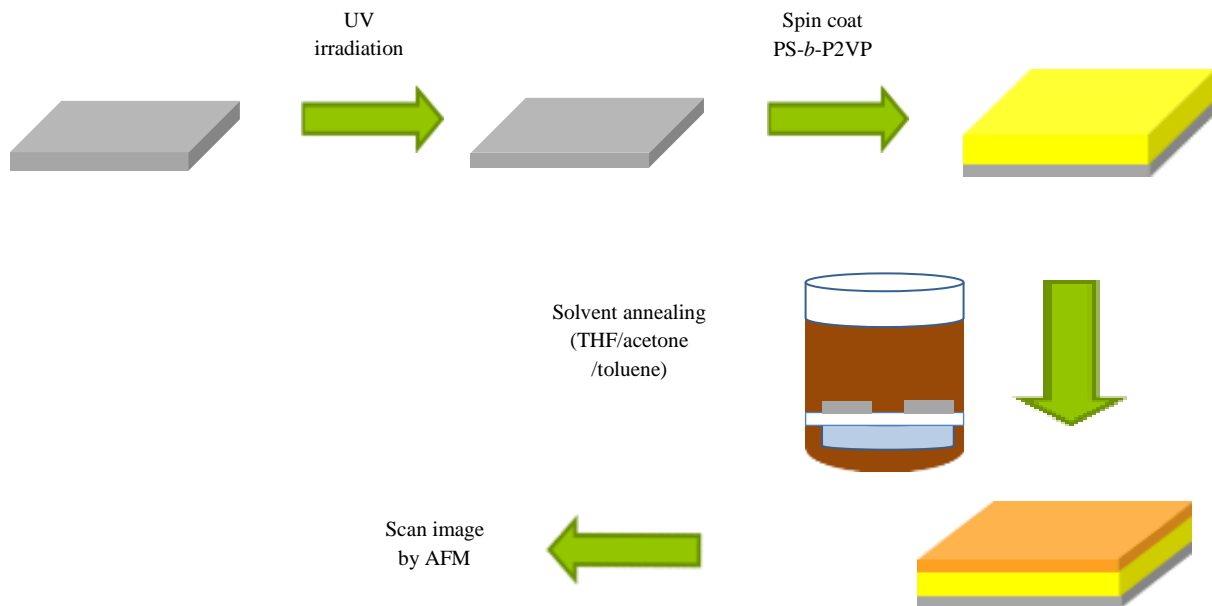 UV
irradiation
Spin coat
PS-b-P2VP
Solvent annealing
(THF/acetone
/toluene)
Scan image
by AFM